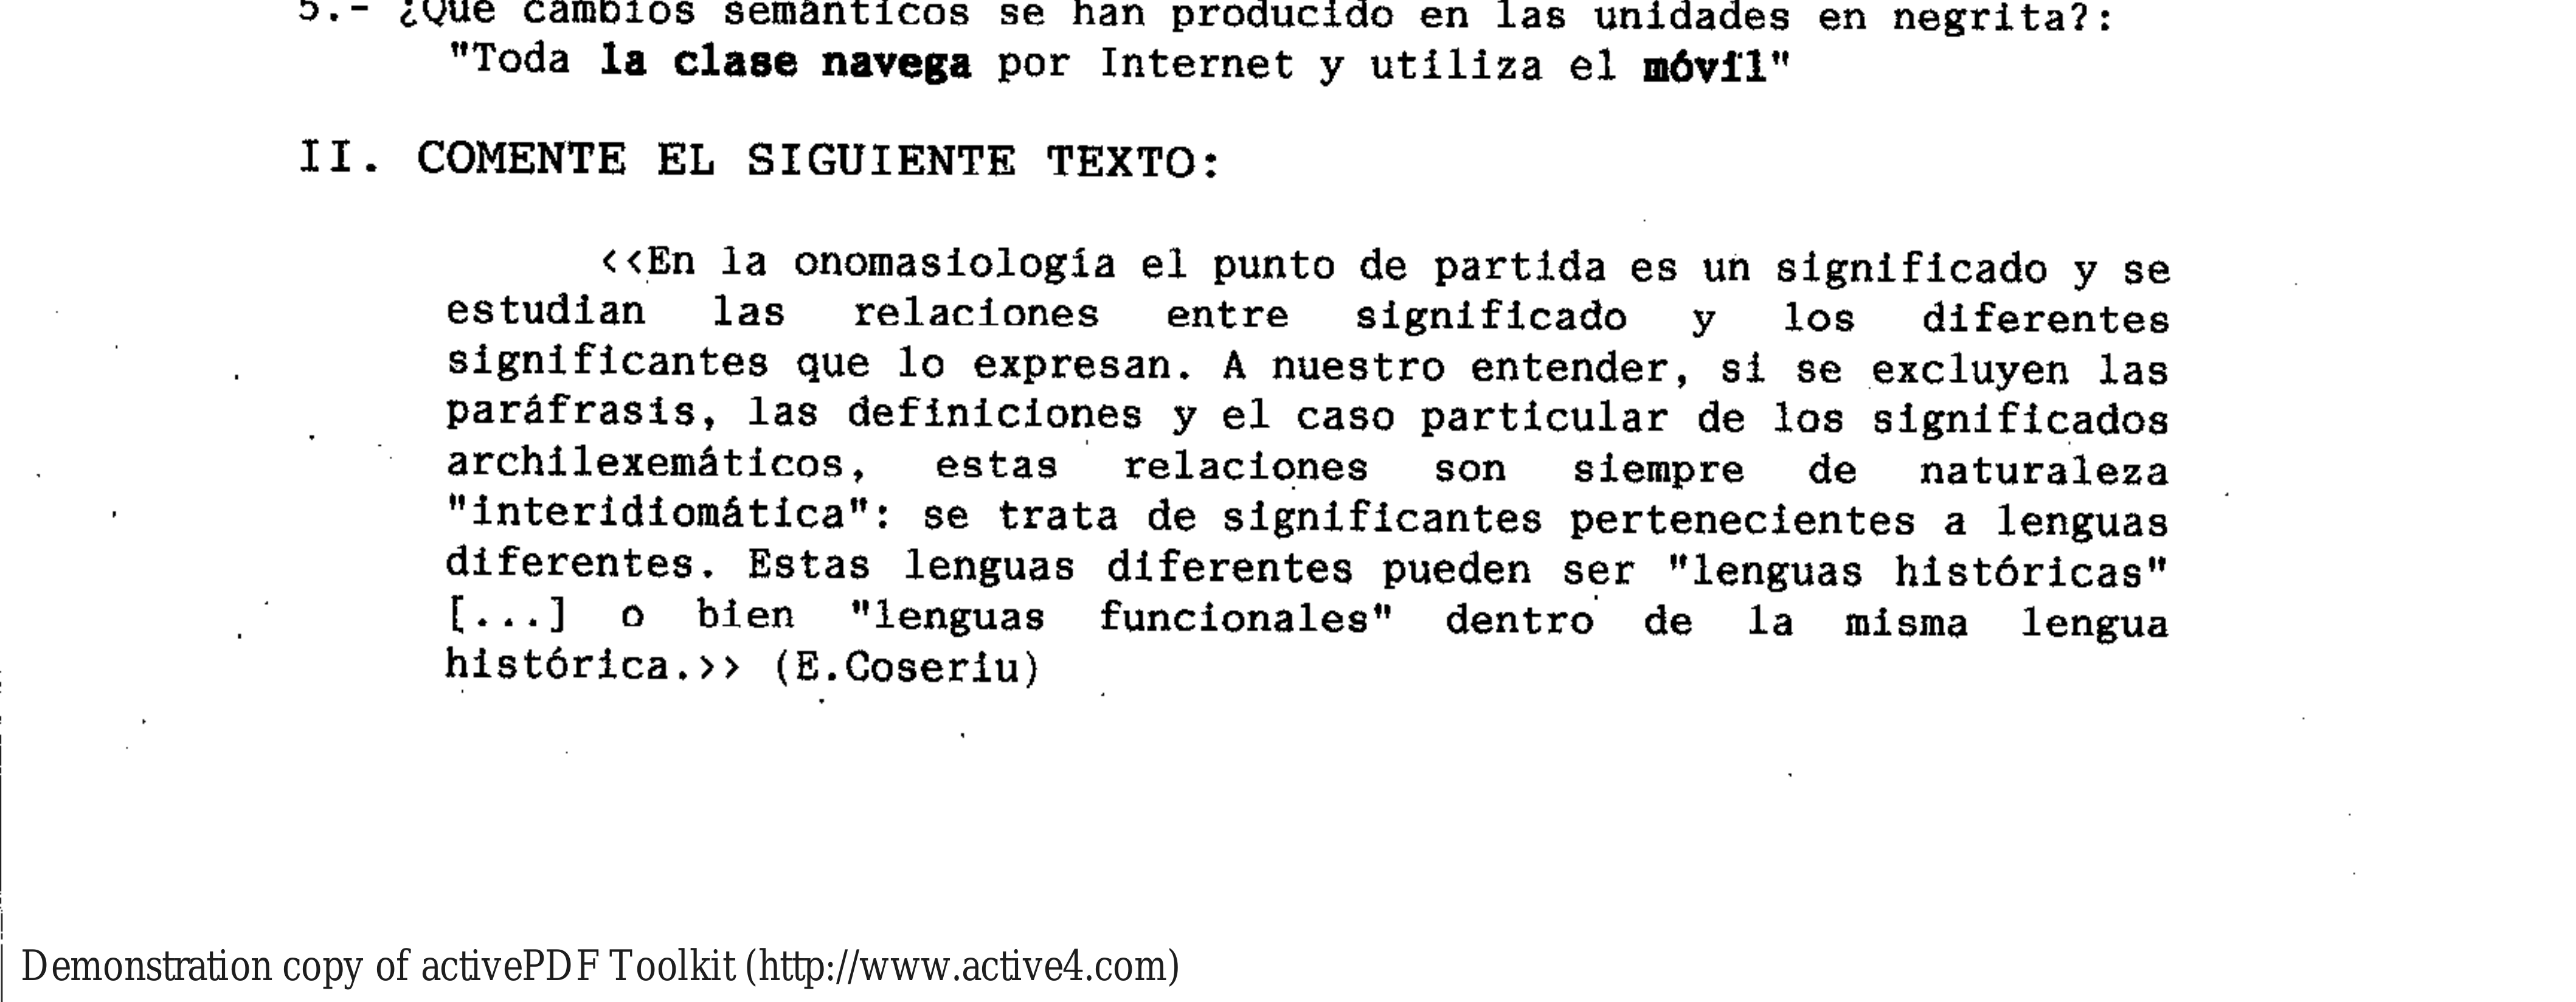 5.- ¿Qué cambios semánticos se han producido en las unidades en negrita?:
"Toda la clase navega por Internet y utiliza el móvil"
II. COMENTE EL SIGUIENTE TEXTO:
<<En la onomasiología el punto de partida es un significado y se
estudian las relaciones entre significado y los diferentes
significantes que lo expresan. A nuestro entender, si se excluyen las
paráfrasis, las definiciones y el caso particular de los significados
archilexemáticos, estas relaciones son siempre de naturaleza
"interidiomática": se trata de significantes pertenecientes a lenguas
diferentes. Estas lenguas diferentes pueden ser "lenguas históricas"
[...] o bien "lenguas funcionales" dentro de la misma lengua
histórica.>> (E.Coseriu)
Demonstration copy of activePDF Toolkit (http://www.active4.com)